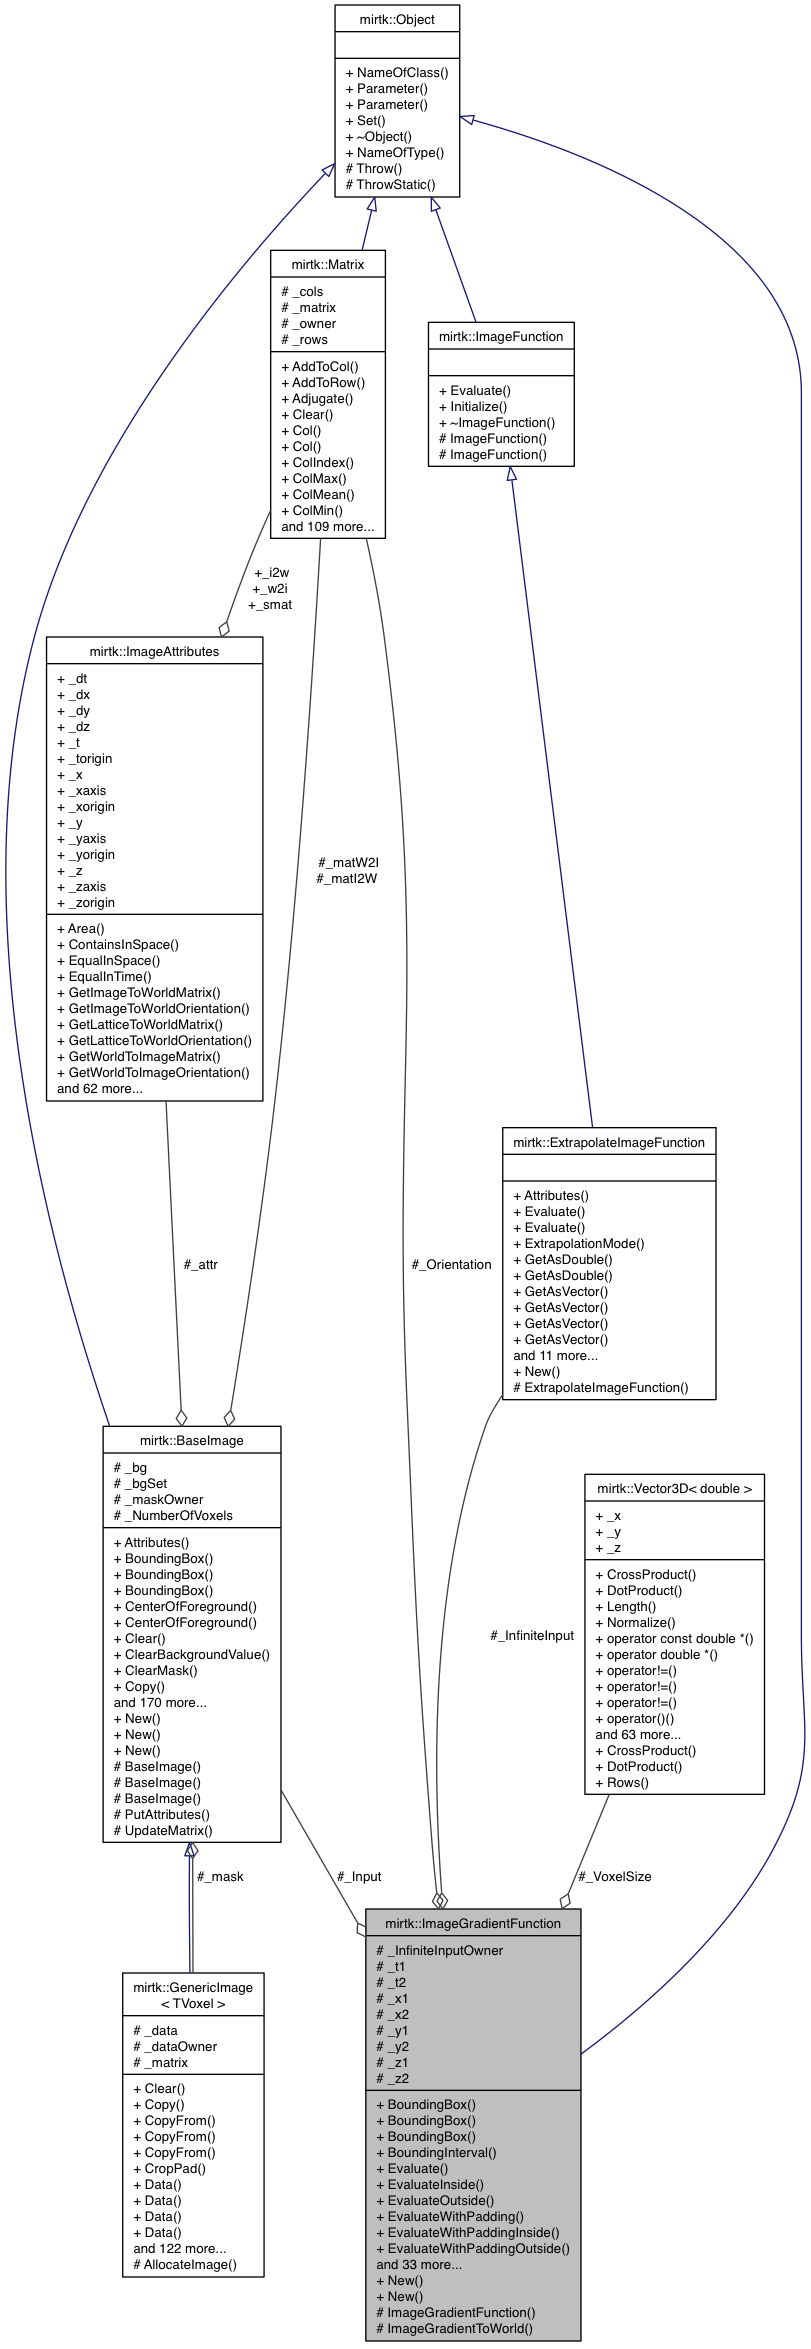 mirtk::Object
+ NameOfClass()
+ Parameter()
+ Parameter()
+ Set()
+ ~Object()
+ NameOfType()
# Throw()
# ThrowStatic()
mirtk::Matrix
# _cols
# _matrix
# _owner
# _rows
+ AddToCol()
+ AddToRow()
+ Adjugate()
+ Clear()
+ Col()
+ Col()
+ ColIndex()
+ ColMax()
+ ColMean()
+ ColMin()
and 109 more...
mirtk::ImageFunction
+ Evaluate()
+ Initialize()
+ ~ImageFunction()
# ImageFunction()
# ImageFunction()
+_i2w
+_w2i
+_smat
mirtk::ImageAttributes
+ _dt
+ _dx
+ _dy
+ _dz
+ _t
+ _torigin
+ _x
+ _xaxis
+ _xorigin
+ _y
+ _yaxis
+ _yorigin
+ _z
+ _zaxis
+ _zorigin
+ Area()
+ ContainsInSpace()
+ EqualInSpace()
+ EqualInTime()
+ GetImageToWorldMatrix()
+ GetImageToWorldOrientation()
+ GetLatticeToWorldMatrix()
+ GetLatticeToWorldOrientation()
+ GetWorldToImageMatrix()
+ GetWorldToImageOrientation()
and 62 more...
#_matW2I
#_matI2W
mirtk::ExtrapolateImageFunction
+ Attributes()
+ Evaluate()
+ Evaluate()
+ ExtrapolationMode()
+ GetAsDouble()
+ GetAsDouble()
+ GetAsVector()
+ GetAsVector()
+ GetAsVector()
+ GetAsVector()
and 11 more...
+ New()
# ExtrapolateImageFunction()
#_attr
#_Orientation
mirtk::BaseImage
# _bg
# _bgSet
# _maskOwner
# _NumberOfVoxels
+ Attributes()
+ BoundingBox()
+ BoundingBox()
+ BoundingBox()
+ CenterOfForeground()
+ CenterOfForeground()
+ Clear()
+ ClearBackgroundValue()
+ ClearMask()
+ Copy()
and 170 more...
+ New()
+ New()
+ New()
# BaseImage()
# BaseImage()
# BaseImage()
# PutAttributes()
# UpdateMatrix()
mirtk::Vector3D< double >
+ _x
+ _y
+ _z
+ CrossProduct()
+ DotProduct()
+ Length()
+ Normalize()
+ operator const double *()
+ operator double *()
+ operator!=()
+ operator!=()
+ operator!=()
+ operator()()
and 63 more...
+ CrossProduct()
+ DotProduct()
+ Rows()
#_InfiniteInput
#_mask
#_Input
#_VoxelSize
mirtk::GenericImage
< TVoxel >
# _data
# _dataOwner
# _matrix
+ Clear()
+ Copy()
+ CopyFrom()
+ CopyFrom()
+ CopyFrom()
+ CropPad()
+ Data()
+ Data()
+ Data()
+ Data()
and 122 more...
# AllocateImage()
mirtk::ImageGradientFunction
# _InfiniteInputOwner
# _t1
# _t2
# _x1
# _x2
# _y1
# _y2
# _z1
# _z2
+ BoundingBox()
+ BoundingBox()
+ BoundingBox()
+ BoundingInterval()
+ Evaluate()
+ EvaluateInside()
+ EvaluateOutside()
+ EvaluateWithPadding()
+ EvaluateWithPaddingInside()
+ EvaluateWithPaddingOutside()
and 33 more...
+ New()
+ New()
# ImageGradientFunction()
# ImageGradientToWorld()